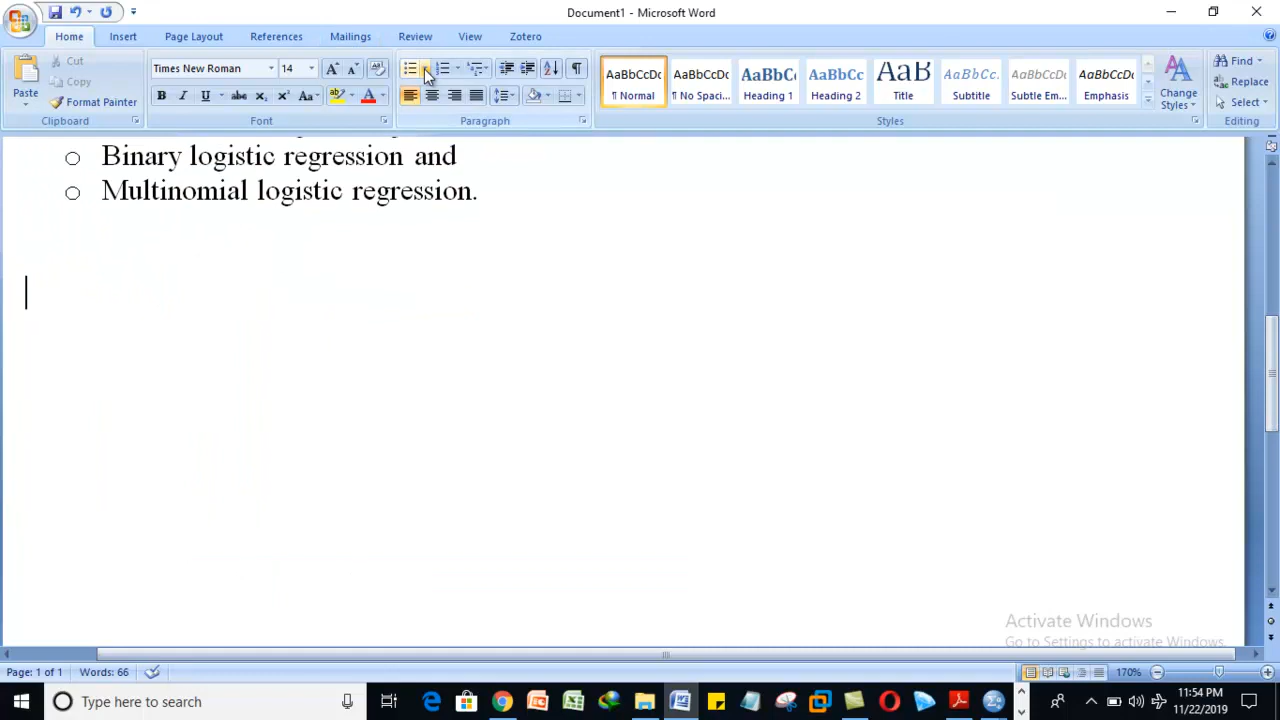 Document1 - Microsoft Word
Home Insert Page Layout References Mailings Review View Zotero
Paste Cut Copy Format Painter Clipboard
Times New Roman 14 Font
Paragraph
AaBbCcDc AaBbCcDc AaBbC AaBbCc AaB AaBbCc. AaBbCcDc AaBbCcDc
¶ Normal ¶ No Spaci... Heading 1 Heading 2 Title Subtitle Subtle Em... Emphasis
Change Styles
Styles
Find Replace Select Editing
o Binary logistic regression and
o Multinomial logistic regression.
Activate Windows
Go to Settings to activate Windows.
Page: 1 of 1 Words: 66 170%
Type here to search
11:54 PM
11/22/2019